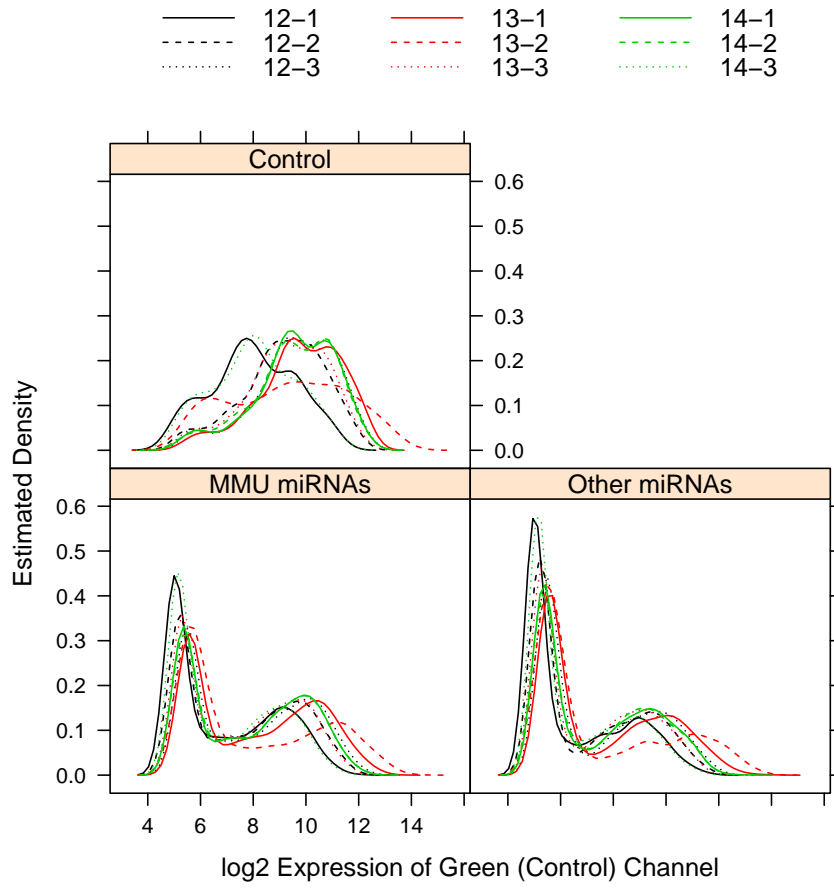 12−1 13−1 14−1
12−2 13−2 14−2
12−3 13−3 14−3
Control
0.6
0.5
0.4
0.3
0.2
0.1
0.0
MMU miRNAs Other miRNAs
0.6
0.5
0.4
0.3
0.2
0.1
0.0
4 6 8 10 12 14
Estimated Density
log2 Expression of Green (Control) Channel